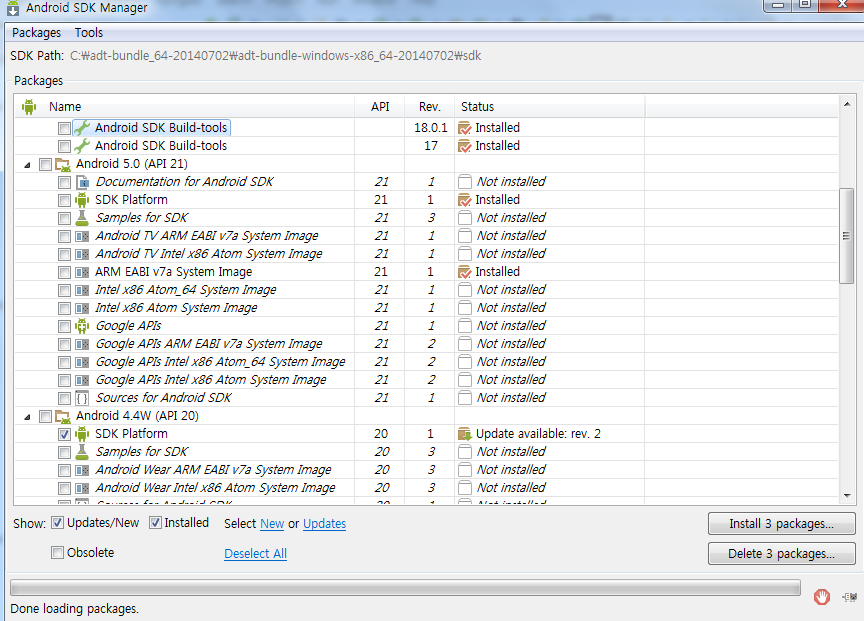 Android SDK Manager
Packages Tools
SDK Path: C:₩adt-bundle_64-20140702₩adt-bundle-windows-x86_64-20140702₩sdk
Packages
Name API Rev. Status
Android SDK Build-tools 18.0.1 Installed
Android SDK Build-tools 17 Installed
Android 5.0 (API 21)
Documentation for Android SDK 21 1 Not installed
SDK Platform 21 1 Installed
Samples for SDK 21 3 Not installed
Android TV ARM EABI v7a System Image 21 1 Not installed
Android TV Intel x86 Atom System Image 21 1 Not installed
ARM EABI v7a System Image 21 1 Installed
Intel x86 Atom_64 System Image 21 1 Not installed
Intel x86 Atom System Image 21 1 Not installed
Google APIs 21 1 Not installed
Google APIs ARM EABI v7a System Image 21 2 Not installed
Google APIs Intel x86 Atom_64 System Image 21 2 Not installed
Google APIs Intel x86 Atom System Image 21 2 Not installed
Sources for Android SDK 21 1 Not installed
Android 4.4W (API 20)
SDK Platform 20 1 Update available: rev. 2
Samples for SDK 20 3 Not installed
Android Wear ARM EABI v7a System Image 20 3 Not installed
Android Wear Intel x86 Atom System Image 20 3 Not installed
Sources for Android SDK 20 1 Not installed
Show: Updates/New Installed Select New or Updates Install 3 packages...
Obsolete Deselect All Delete 3 packages...
Done loading packages.